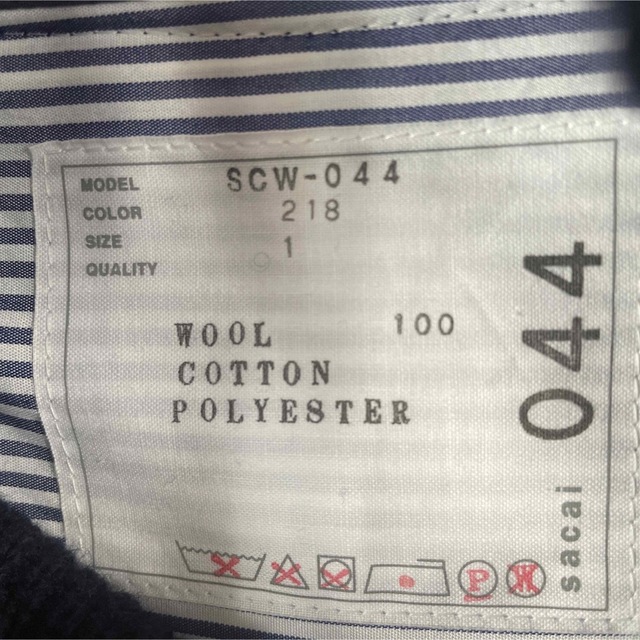 MODEL SCW-044
COLOR 218
SIZE 1
QUALITY
WOOL 100
COTTON
POLYESTER
P W
sacai 044